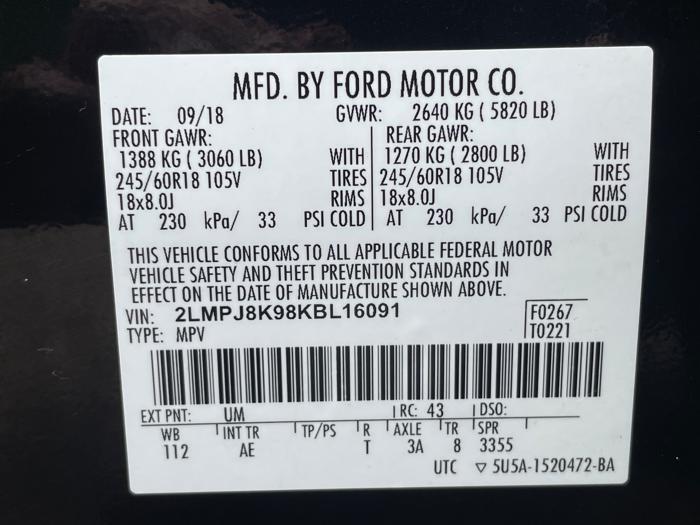 MFD. BY FORD MOTOR CO.
DATE: 09/18 GVWR: 2640 KG ( 5820 LB)
FRONT GAWR: REAR GAWR:
1388 KG ( 3060 LB) WITH 1270 KG ( 2800 LB) WITH
245/60R18 105V TIRES 245/60R18 105V TIRES
18x8.0J RIMS 18x8.0J RIMS
AT 230 kPa/ 33 PSI COLD AT 230 kPa/ 33 PSI COLD
THIS VEHICLE CONFORMS TO ALL APPLICABLE FEDERAL MOTOR
VEHICLE SAFETY AND THEFT PREVENTION STANDARDS IN
EFFECT ON THE DATE OF MANUFACTURE SHOWN ABOVE.
VIN: 2LMPJ8K98KBL16091 F0267
TYPE: MPV T0221
EXT PNT: UM RC: 43 DSO:
WB INT TR TP/PS R AXLE TR SPR
112 AE T 3A 8 3355
UTC ▽ 5U5A-1520472-BA